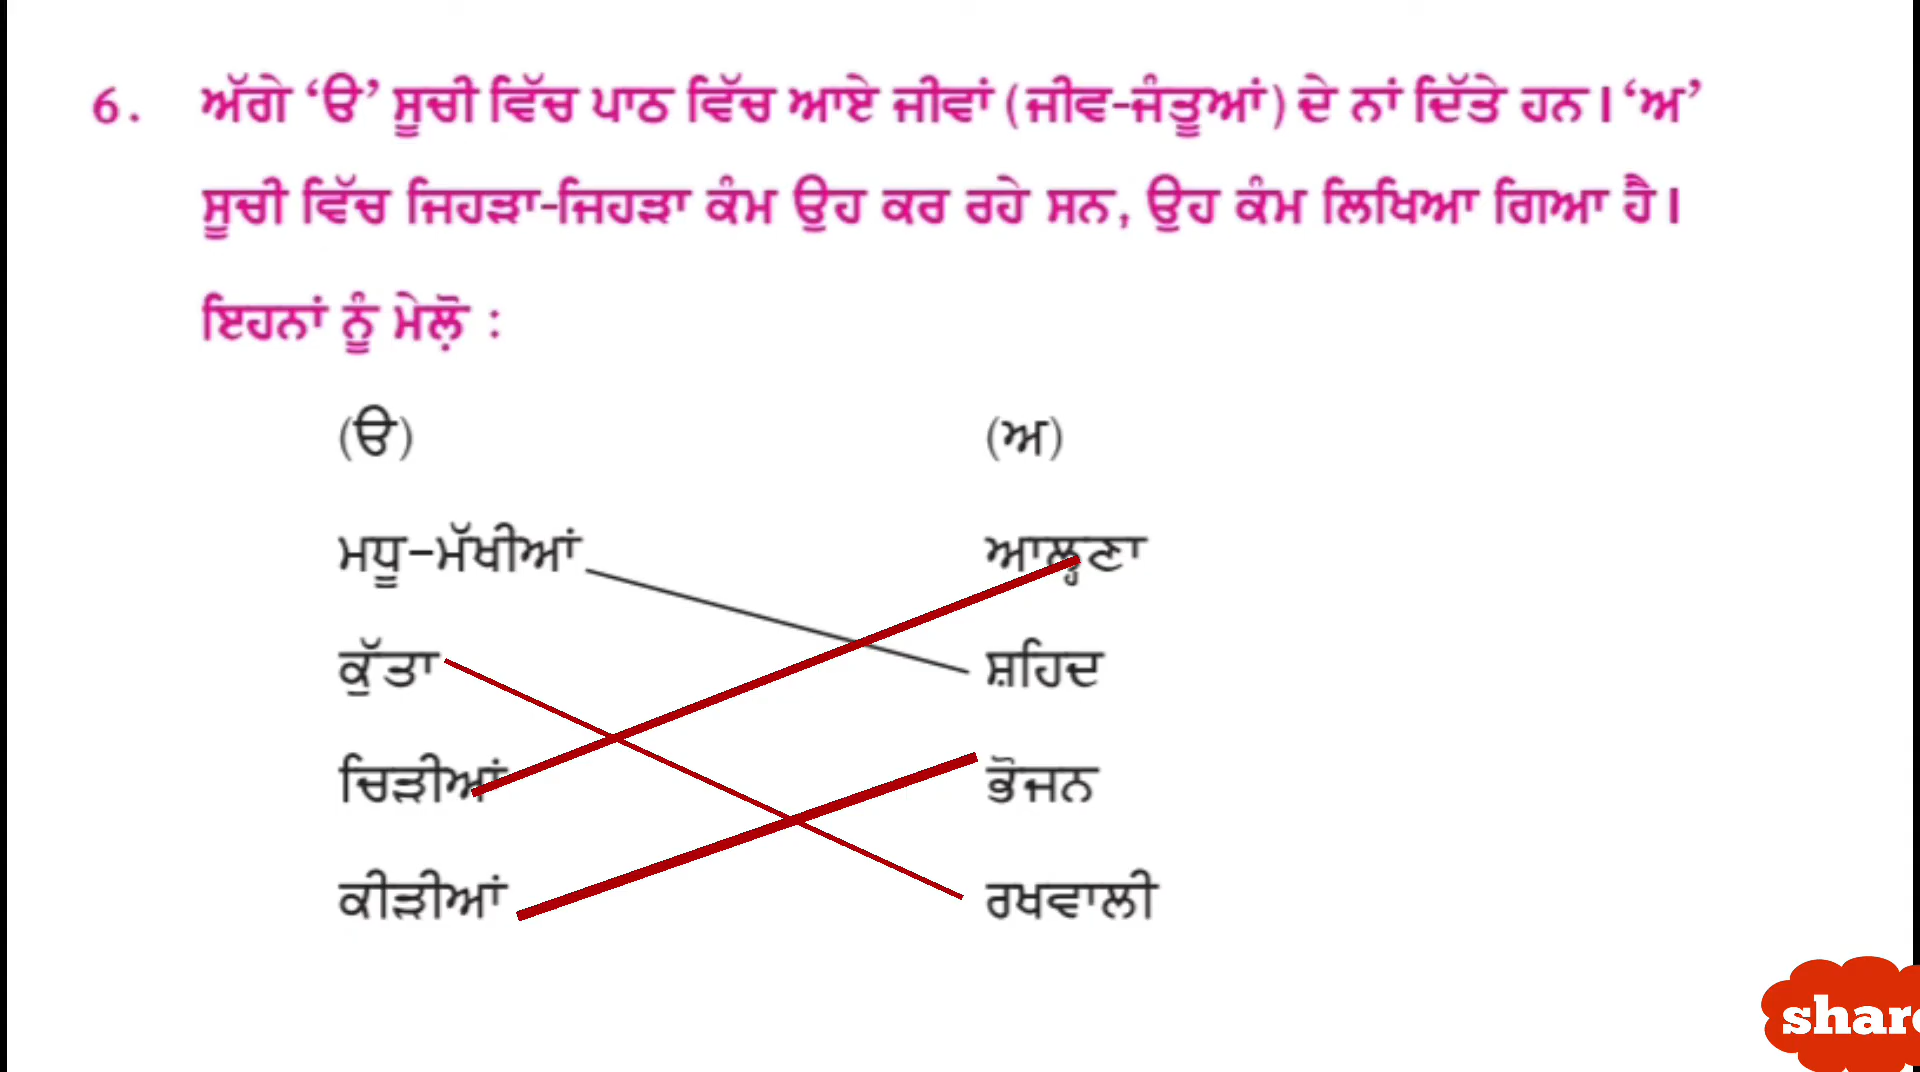 6. ਅੱਗੇ ‘ੳ’ ਸੂਚੀ ਵਿੱਚ ਪਾਠ ਵਿੱਚ ਆਏ ਜੀਵਾਂ (ਜੀਵ-ਜੰਤੂਆਂ) ਦੇ ਨਾਂ ਦਿੱਤੇ ਹਨ। ‘ਅ’
ਸੂਚੀ ਵਿੱਚ ਜਿਹੜਾ-ਜਿਹੜਾ ਕੰਮ ਉਹ ਕਰ ਰਹੇ ਸਨ, ਉਹ ਕੰਮ ਲਿਖਿਆ ਗਿਆ ਹੈ।
ਇਹਨਾਂ ਨੂੰ ਮੇਲੋ਼ :
(ੳ) (ਅ)
ਮਧੂ-ਮੱਖੀਆਂ ਆਲ੍ਹਣਾ
ਕੁੱਤਾ ਸ਼ਹਿਦ
ਚਿੜੀਆਂ ਭੋਜਨ
ਕੀੜੀਆਂ ਰਖਵਾਲੀ